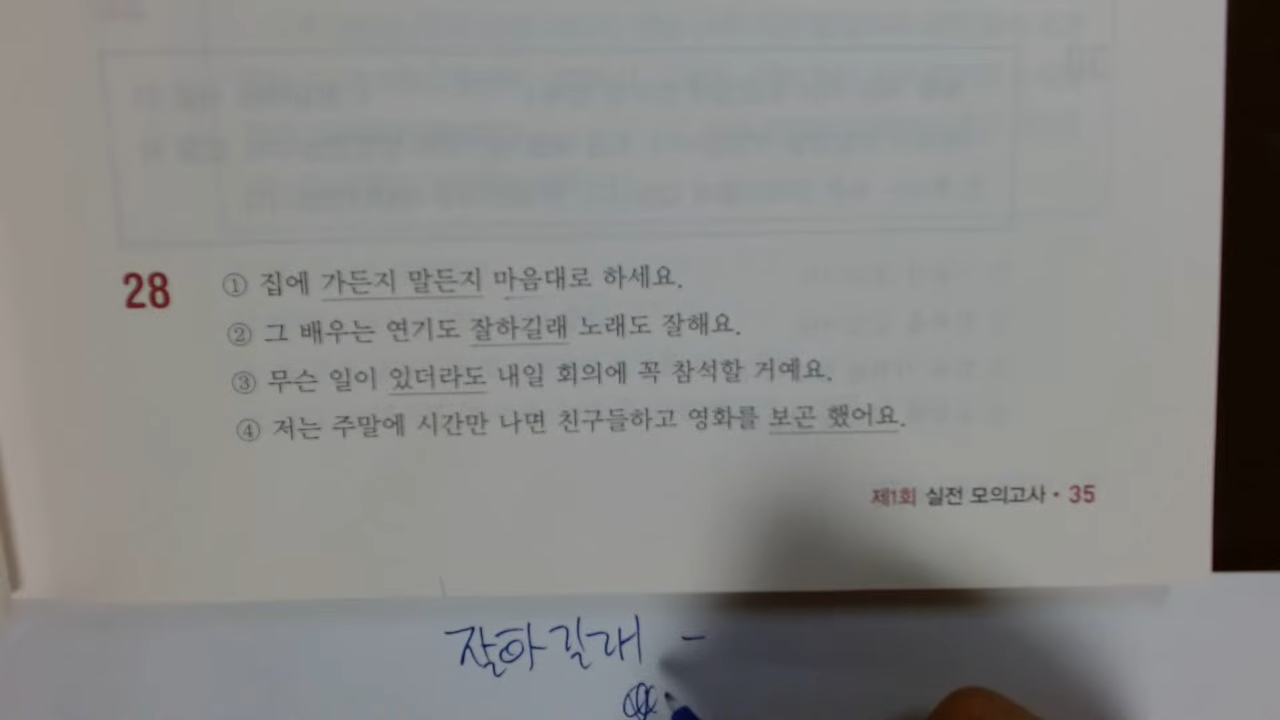 28 ① 집에 가든지 말든지 마음대로 하세요.
② 그 배우는 연기도 잘하길래 노래도 잘해요.
③ 무슨 일이 있더라도 내일 회의에 꼭 참석할 거예요.
④ 저는 주말에 시간만 나면 친구들하고 영화를 보곤 했어요.
제1회 실전 모의고사 • 35
잘하길래 -